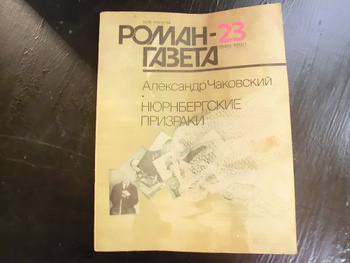 РОМАН-
ГАЗЕТА
23
Александр Чаковский
НЮРНБЕРГСКИЕ
ПРИЗРАКИ